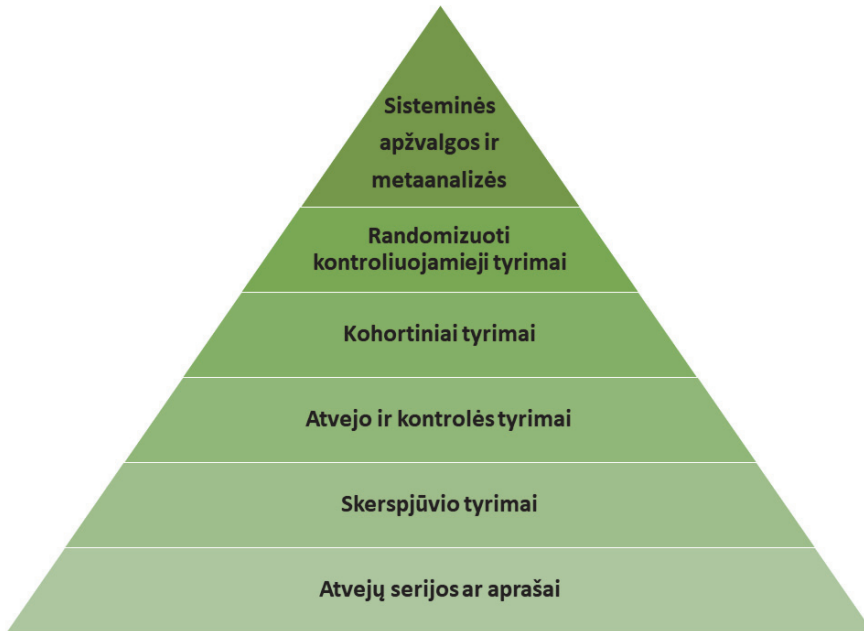 Sisteminės
apžvalgos ir
metaanalizės
Randomizuoti
kontroliuojamieji tyrimai
Kohortiniai tyrimai
Atvejo ir kontrolės tyrimai
Skerspjūvio tyrimai
Atvejų serijos ar aprašai